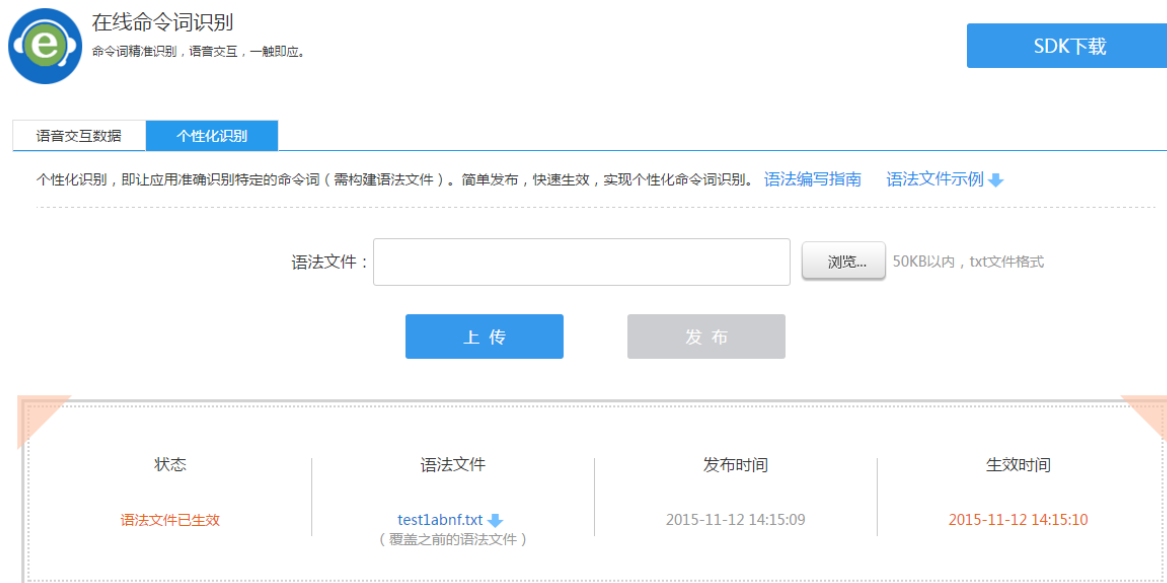 在线命令词识别
命令词精准识别，语音交互，一触即应。
SDK下载
语音交互数据 个性化识别
个性化识别，即让应用准确识别特定的命令词（需构建语法文件）。简单发布，快速生效，实现个性化命令词识别。 语法编写指南 语法文件示例
语法文件： 浏览... 50KB以内，txt文件格式
上 传 发 布
状态 语法文件 发布时间 生效时间
语法文件已生效 test1abnf.txt 2015-11-12 14:15:09 2015-11-12 14:15:10
（覆盖之前的语法文件）